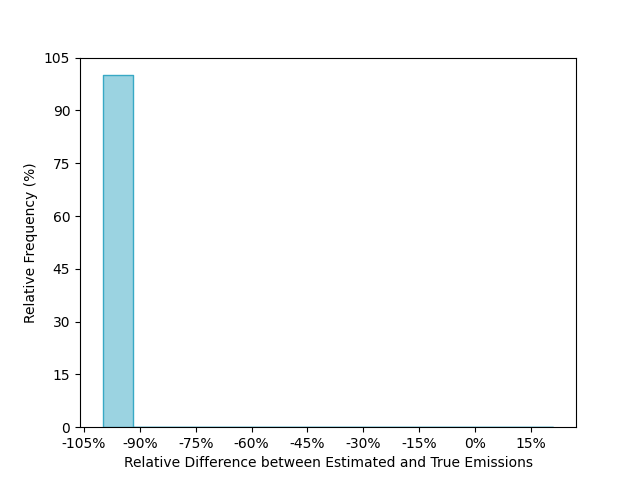 105
90
75
60
45
30
15
0
Relative Frequency (%)
-105% -90% -75% -60% -45% -30% -15% 0% 15%
Relative Difference between Estimated and True Emissions